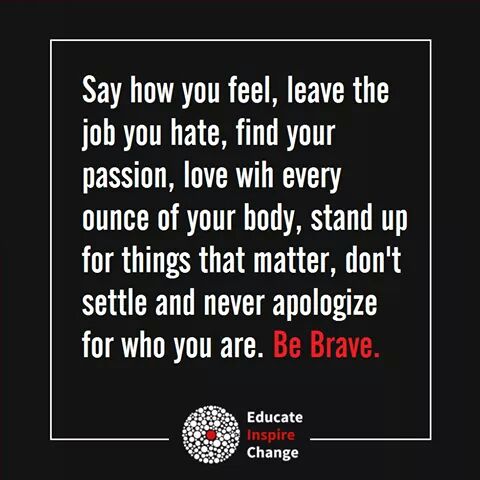 Say how you feel, leave the
job you hate, find your
passion, love wih every
ounce of your body, stand up
for things that matter, don't
settle and never apologize
for who you are. Be Brave.
Educate
Inspire
Change